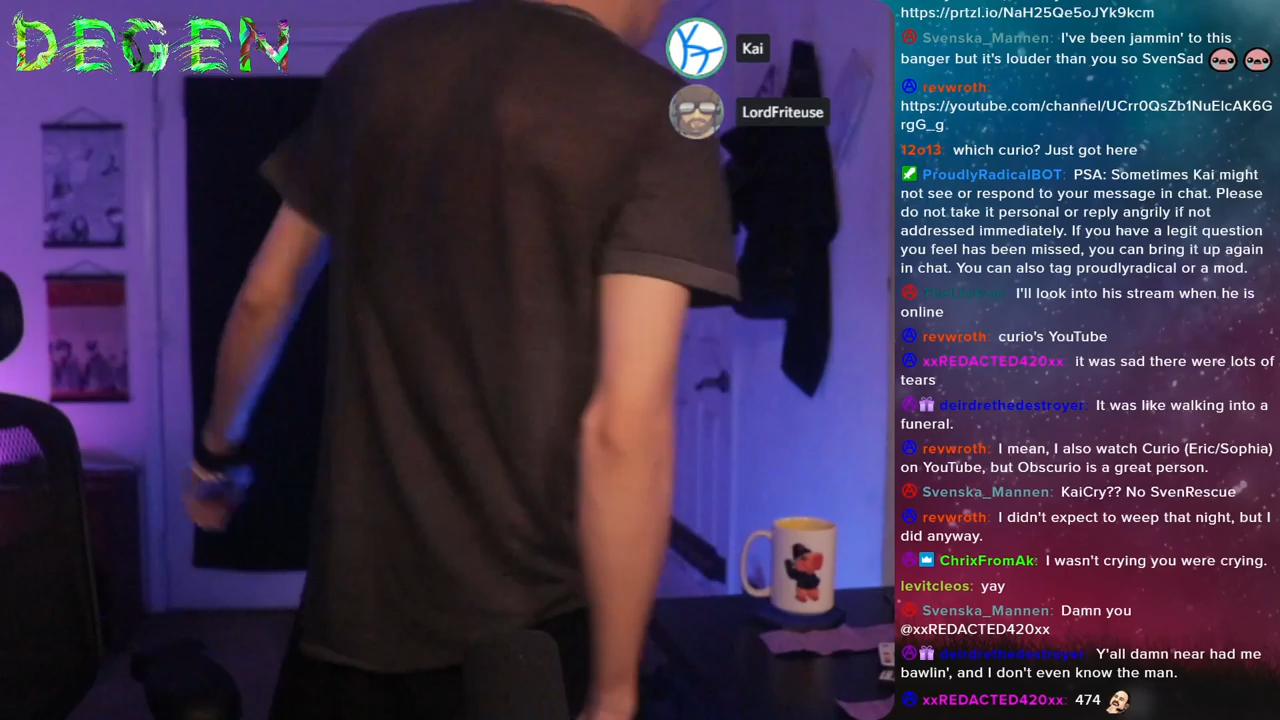 DEGEN
Kai
LordFriteuse
https://prtzl.io/NaH25Qe5oJYk9kcm
Svenska_Mannen: I've been jammin' to this
banger but it's louder than you so SvenSad
revwroth:
https://youtube.com/channel/UCrr0QsZb1NuEIcAK6G
rgG_g
12o13: which curio? Just got here
ProudlyRadicalBOT: PSA: Sometimes Kai might
not see or respond to your message in chat. Please
do not take it personal or reply angrily if not
addressed immediately. If you have a legit question
you feel has been missed, you can bring it up again
in chat. You can also tag proudlyradical or a mod.
I'll look into his stream when he is
online
revwroth: curio's YouTube
xxREDACTED420xx: it was sad there were lots of
tears
deirdrethedestroyer: It was like walking into a
funeral.
revwroth: I mean, I also watch Curio (Eric/Sophia)
on YouTube, but Obscurio is a great person.
Svenska_Mannen: KaiCry?? No SvenRescue
revwroth: I didn't expect to weep that night, but I
did anyway.
ChrixFromAk: I wasn't crying you were crying.
levitcleos: yay
Svenska_Mannen: Damn you
@xxREDACTED420xx
deirdrethedestroyer: Y'all damn near had me
bawlin', and I don't even know the man.
xxREDACTED420xx: 474